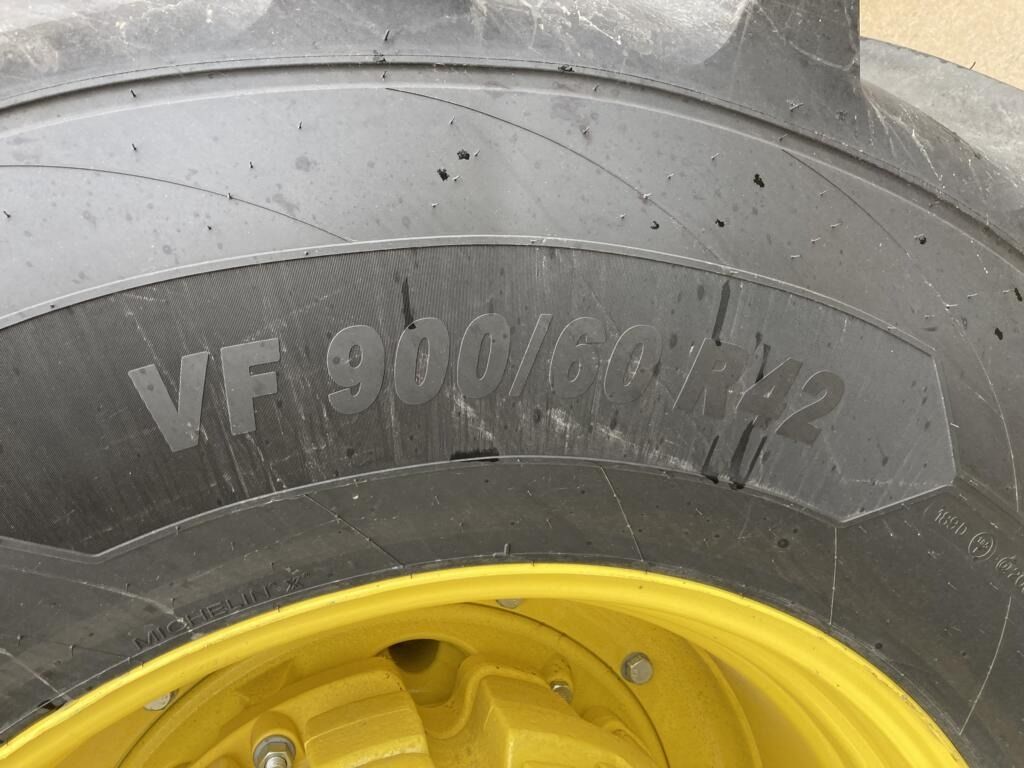 VF 900/60 R42
MICHELIN X